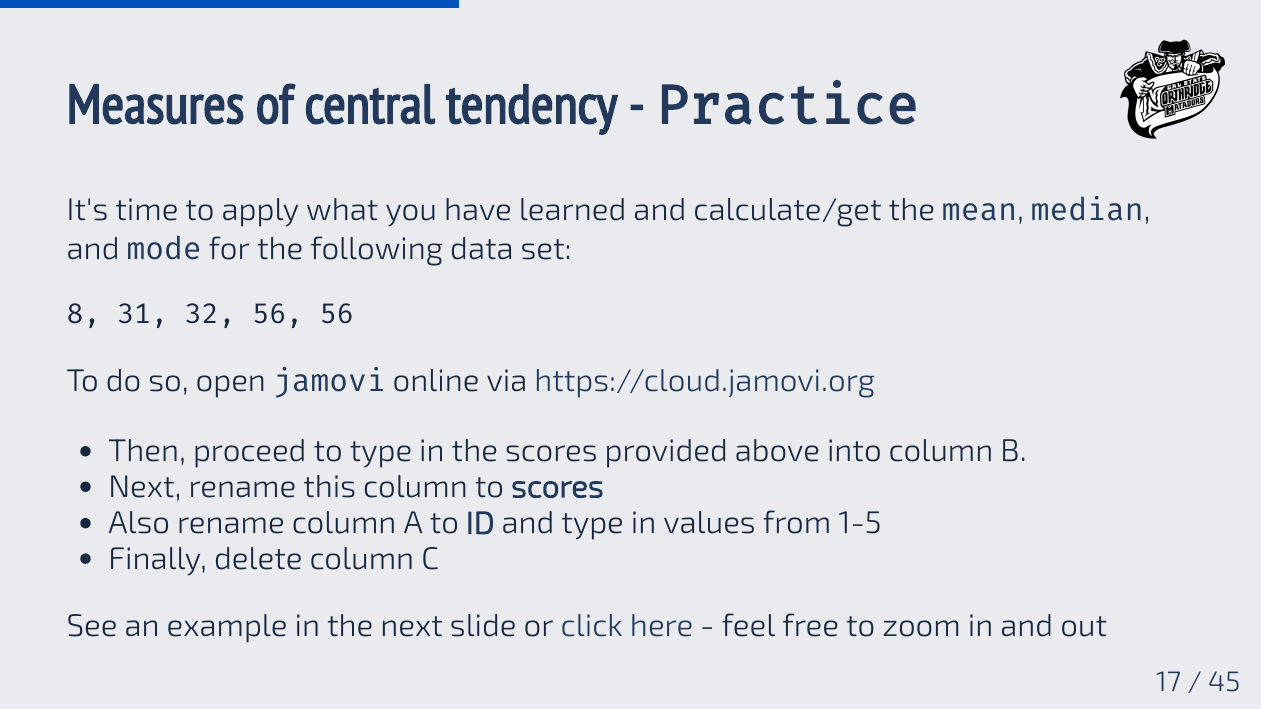 Measures of central tendency - Practice
CAL STATE
NORTHRIDGE
MATADORS
It's time to apply what you have learned and calculate/get the mean, median,
and mode for the following data set:
8, 31, 32, 56, 56
To do so, open jamovi online via https://cloud.jamovi.org
• Then, proceed to type in the scores provided above into column B.
• Next, rename this column to scores
• Also rename column A to ID and type in values from 1-5
• Finally, delete column C
See an example in the next slide or click here - feel free to zoom in and out
17 / 45